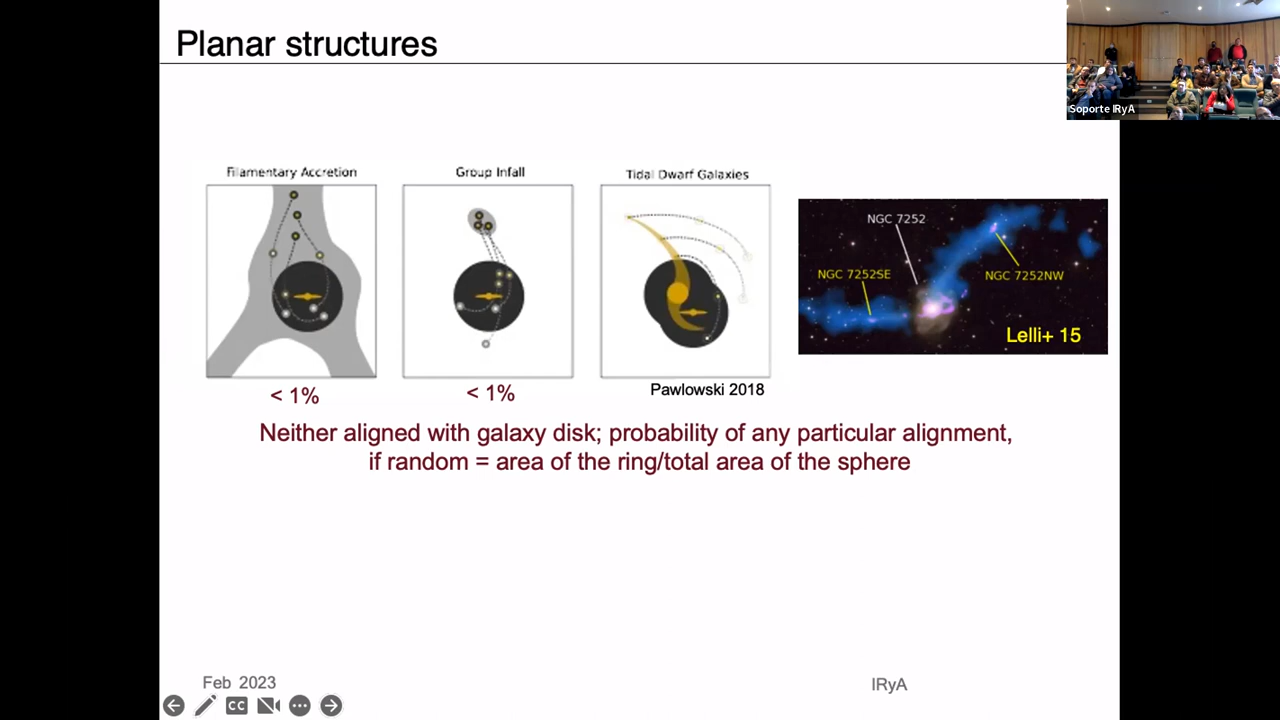 Planar structures
Soporte IRyA
Filamentary Accretion
Group Infall
Tidal Dwarf Galaxies
NGC 7252
NGC 7252SE
NGC 7252NW
Lelli+ 15
< 1%
< 1%
Pawlowski 2018
Neither aligned with galaxy disk; probability of any particular alignment,
if random = area of the ring/total area of the sphere
Feb 2023
IRyA
CC